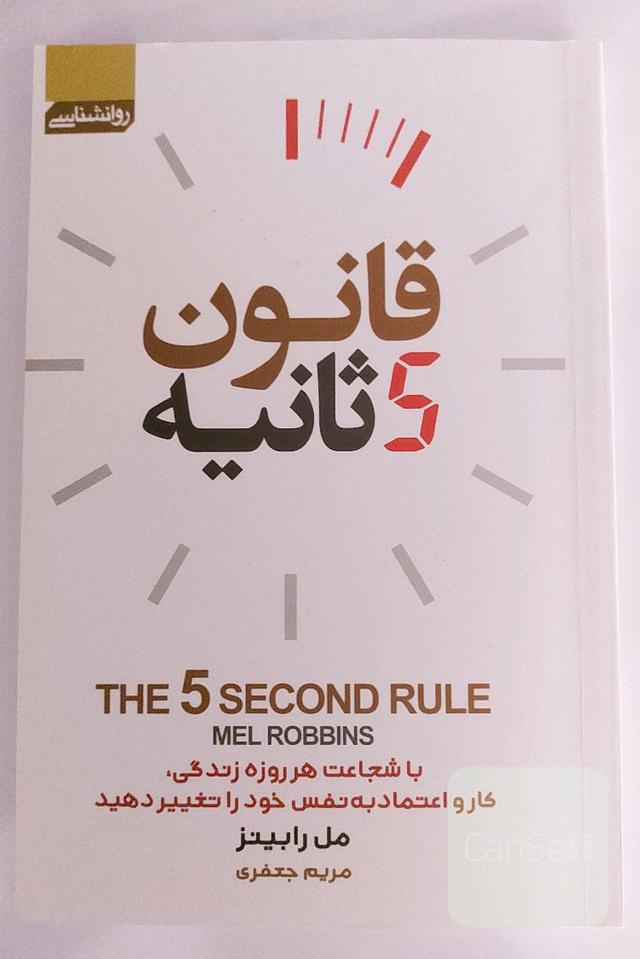 روانشناسی
قانون
5 ثانیه
THE 5 SECOND RULE
MEL ROBBINS
با شجاعت هر روزه زندگی،
کار و اعتماد به نفس خود را تغییر دهید
مل رابینز
مریم جعفری
CanSell